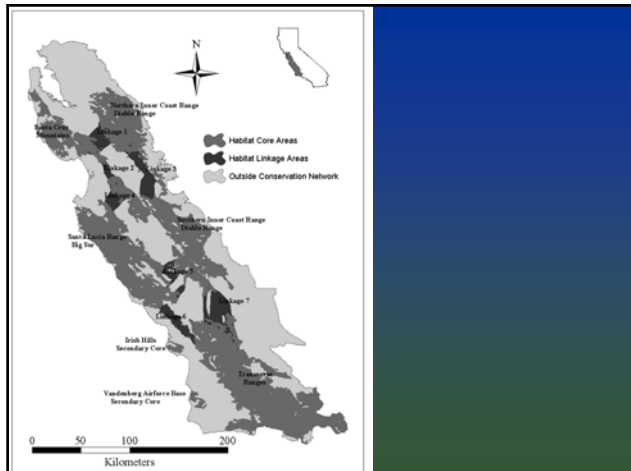 N
Northern Inner Coast Range
Diablo Range
Santa Cruz
Mountains
Linkage 1
Habitat Core Areas
Habitat Linkage Areas
Outside Conservation Network
Linkage 2
Linkage 3
Linkage 4
Southern Inner Coast Range
Diablo Range
Santa Lucia Range
Big Sur
Linkage 5
Linkage 7
Linkage 6
Irish Hills
Secondary Core
Transverse
Ranges
Vandenberg Airforce Base
Secondary Core
0 50 100 200
Kilometers